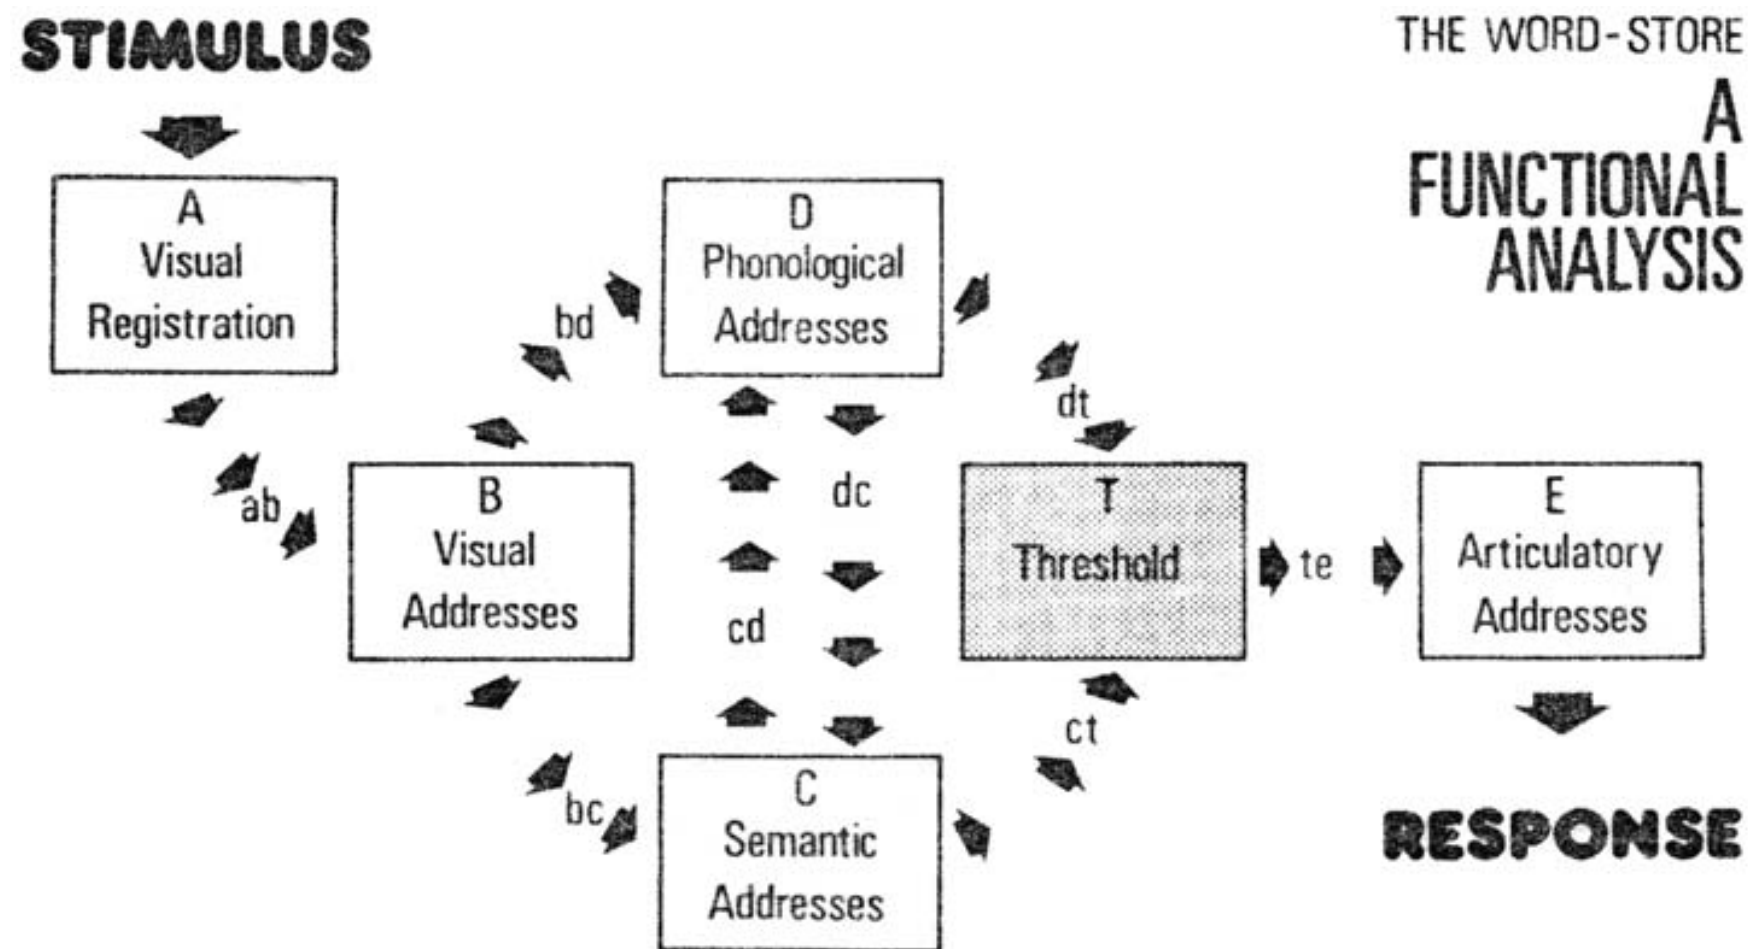 STIMULUS
THE WORD-STORE
A
FUNCTIONAL
ANALYSIS
A
Visual
Registration
D
Phonological
Addresses
bd
dt
ab
B
Visual
Addresses
dc
cd
T
Threshold
te
E
Articulatory
Addresses
bc
C
Semantic
Addresses
ct
RESPONSE